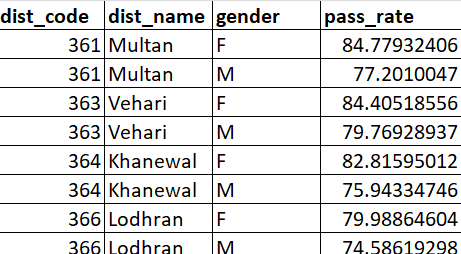 dist_code dist_name gender pass_rate
361 Multan F 84.77932406
361 Multan M 77.2010047
363 Vehari F 84.40518556
363 Vehari M 79.76928937
364 Khanewal F 82.81595012
364 Khanewal M 75.94334746
366 Lodhran F 79.98864604
366 Lodhran M 74.58619298